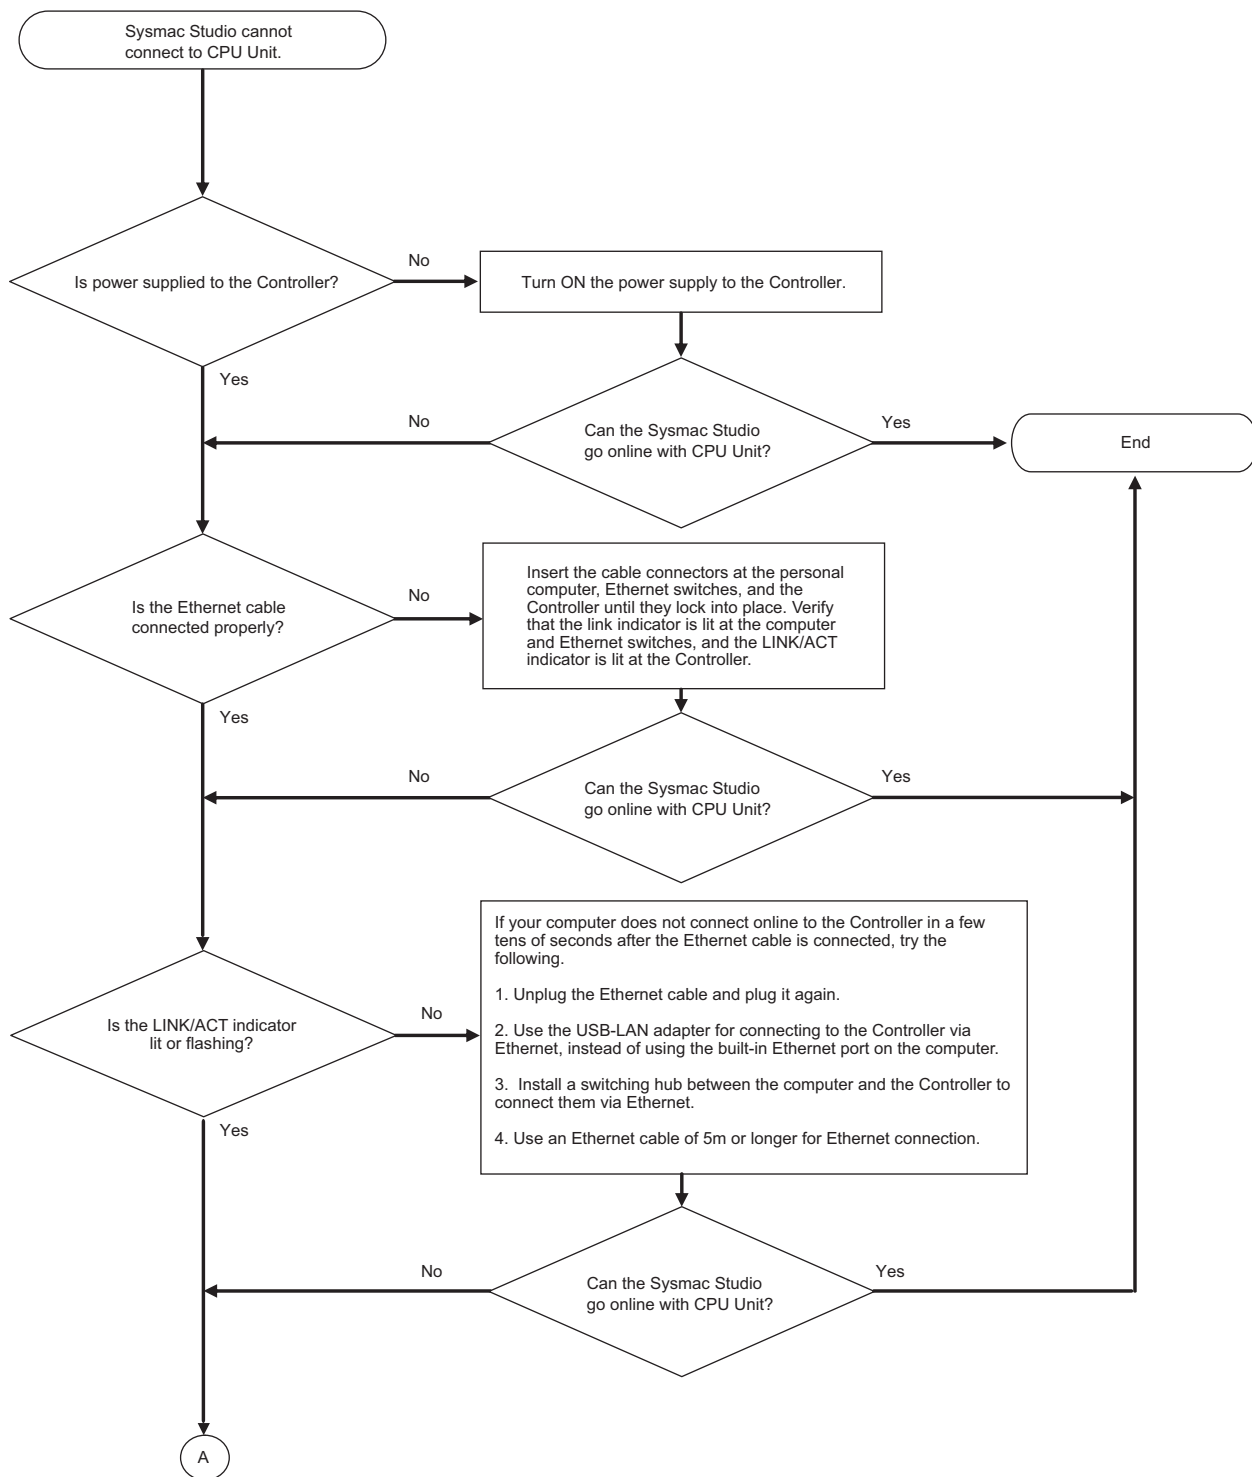 Sysmac Studio cannot
connect to CPU Unit.
Is power supplied to the Controller?
No
Turn ON the power supply to the Controller.
Yes
No
Can the Sysmac Studio
go online with CPU Unit?
Yes
End
Is the Ethernet cable
connected properly?
No
Insert the cable connectors at the personal
computer, Ethernet switches, and the
Controller until they lock into place. Verify
that the link indicator is lit at the computer
and Ethernet switches, and the LINK/ACT
indicator is lit at the Controller.
Yes
No
Can the Sysmac Studio
go online with CPU Unit?
Yes
Is the LINK/ACT indicator
lit or flashing?
No
If your computer does not connect online to the Controller in a few
tens of seconds after the Ethernet cable is connected, try the
following.
1. Unplug the Ethernet cable and plug it again.
2. Use the USB-LAN adapter for connecting to the Controller via
Ethernet, instead of using the built-in Ethernet port on the computer.
3. Install a switching hub between the computer and the Controller to
connect them via Ethernet.
4. Use an Ethernet cable of 5m or longer for Ethernet connection.
Yes
No
Can the Sysmac Studio
go online with CPU Unit?
Yes
A